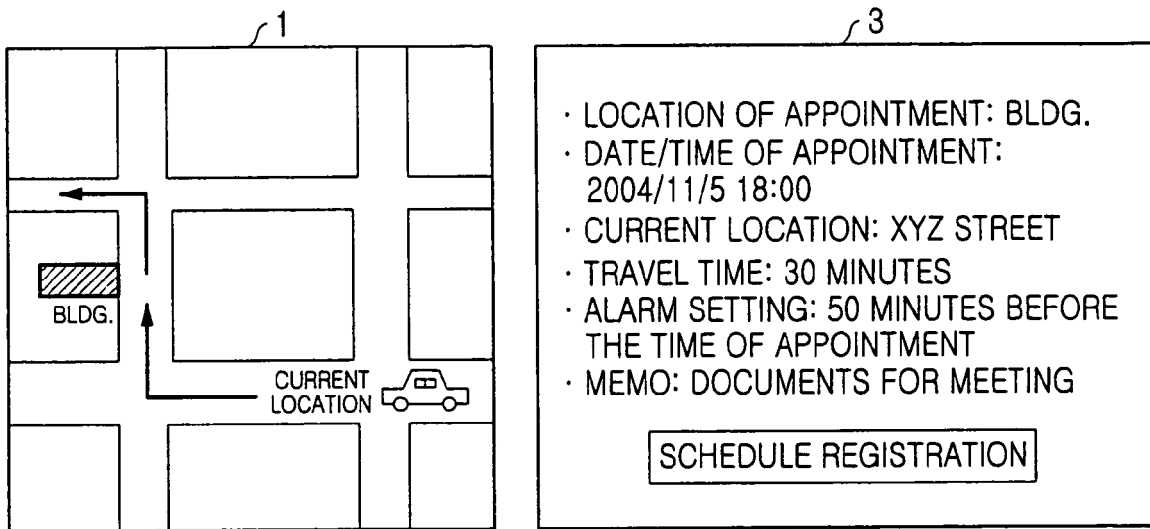 1
BLDG.
CURRENT
LOCATION
3
· LOCATION OF APPOINTMENT: BLDG.
· DATE/TIME OF APPOINTMENT:
2004/11/5 18:00
· CURRENT LOCATION: XYZ STREET
· TRAVEL TIME: 30 MINUTES
· ALARM SETTING: 50 MINUTES BEFORE
THE TIME OF APPOINTMENT
· MEMO: DOCUMENTS FOR MEETING
SCHEDULE REGISTRATION